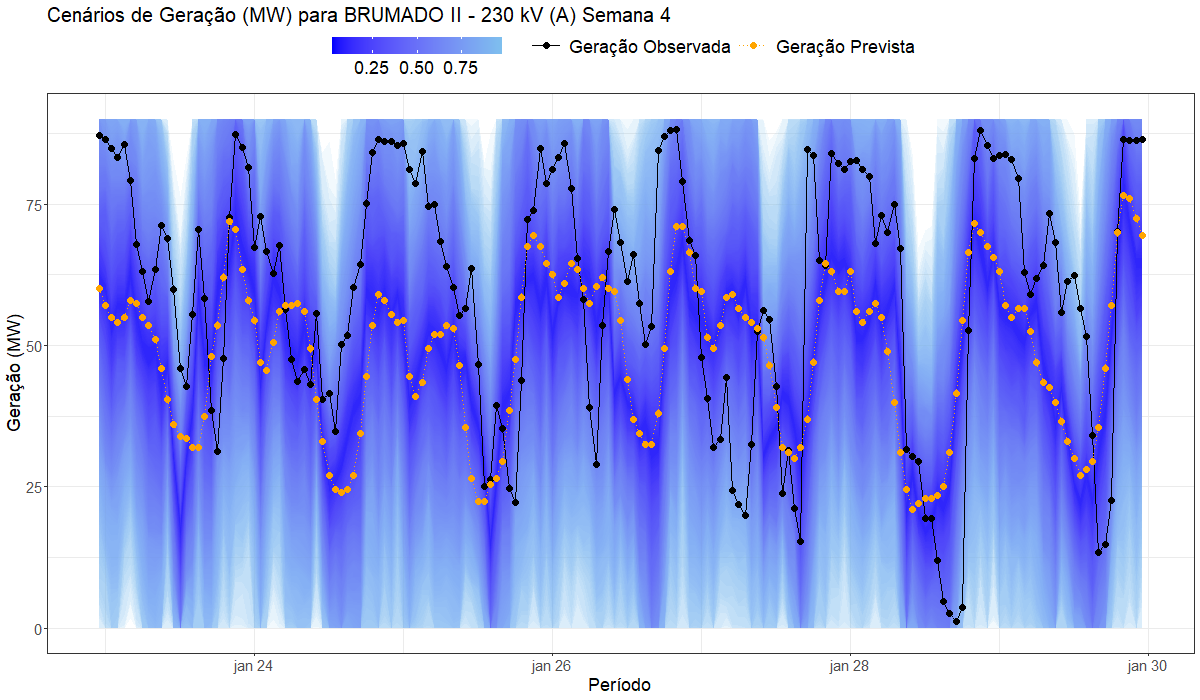 Cenários de Geração (MW) para BRUMADO II - 230 kV (A) Semana 4
0.25 0.50 0.75 Geração Observada Geração Prevista
Geração (MW)
75
50
25
0
jan 24 jan 26 jan 28 jan 30
Período